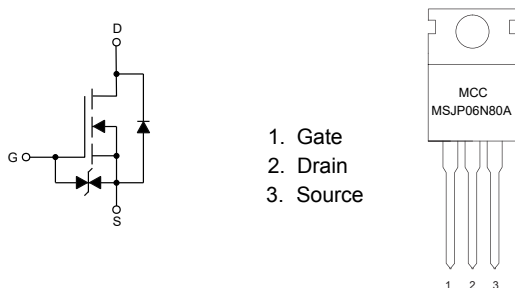 D
G
S
1. Gate
2. Drain
3. Source
MCC
MSJP06N80A
1 2 3